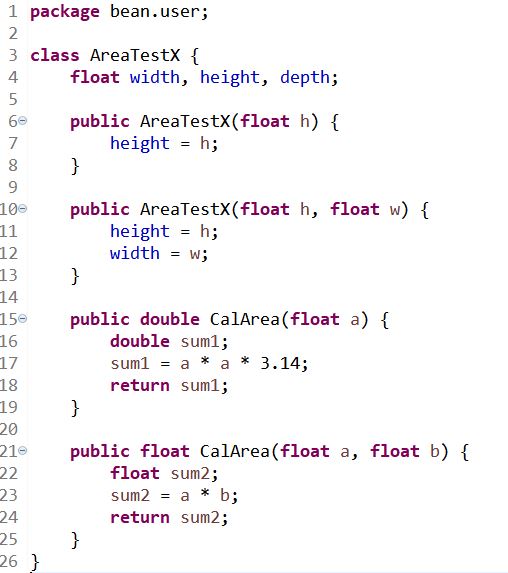 1 package bean.user;
2
3 class AreaTestX {
4     float width, height, depth;
5
6     public AreaTestX(float h) {
7         height = h;
8     }
9
10     public AreaTestX(float h, float w) {
11         height = h;
12         width = w;
13     }
14
15     public double CalArea(float a) {
16         double sum1;
17         sum1 = a * a * 3.14;
18         return sum1;
19     }
20
21     public float CalArea(float a, float b) {
22         float sum2;
23         sum2 = a * b;
24         return sum2;
25     }
26 }